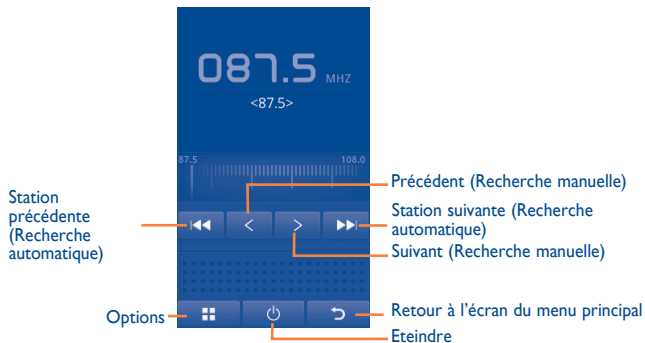 087.5 MHZ
<87.5>
87.5 108.0
Station
précédente
(Recherche
automatique)
Précédent (Recherche manuelle)
Station suivante (Recherche
automatique)
Suivant (Recherche manuelle)
Options
Retour à l'écran du menu principal
Eteindre